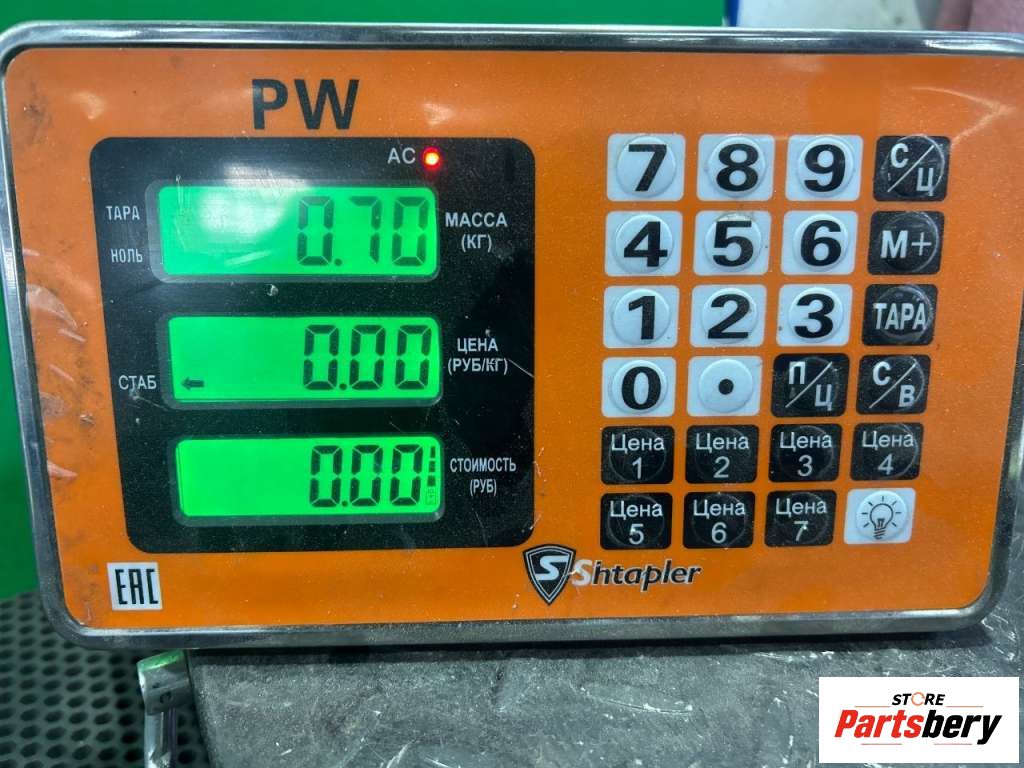 PW
AC
ТАРА
НОЛЬ
0.70
МАССА
(КГ)
СТАБ
0.00
ЦЕНА
(РУБ/КГ)
0.00
СТОИМОСТЬ
(РУБ)
7 8 9 С/Ц
4 5 6 М+
1 2 3 ТАРА
0 . П/Ц С/В
Цена 1 Цена 2 Цена 3 Цена 4
Цена 5 Цена 6 Цена 7
EAC
S Shtapler
STORE
Partsbery